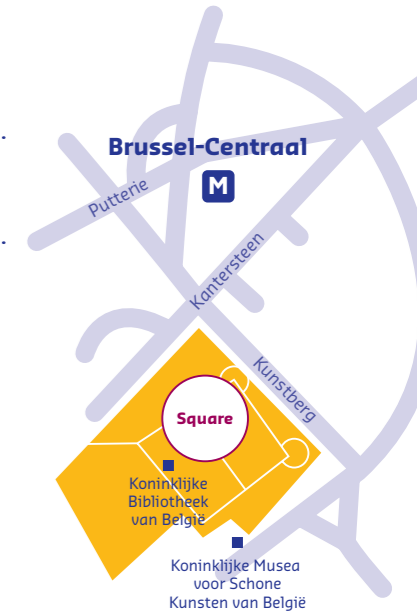 Brussel-Centraal
M
Putterie
Kantersteen
Kunstberg
Square
Koninklijke
Bibliotheek
van België
Koninklijke Musea
voor Schone
Kunsten van België